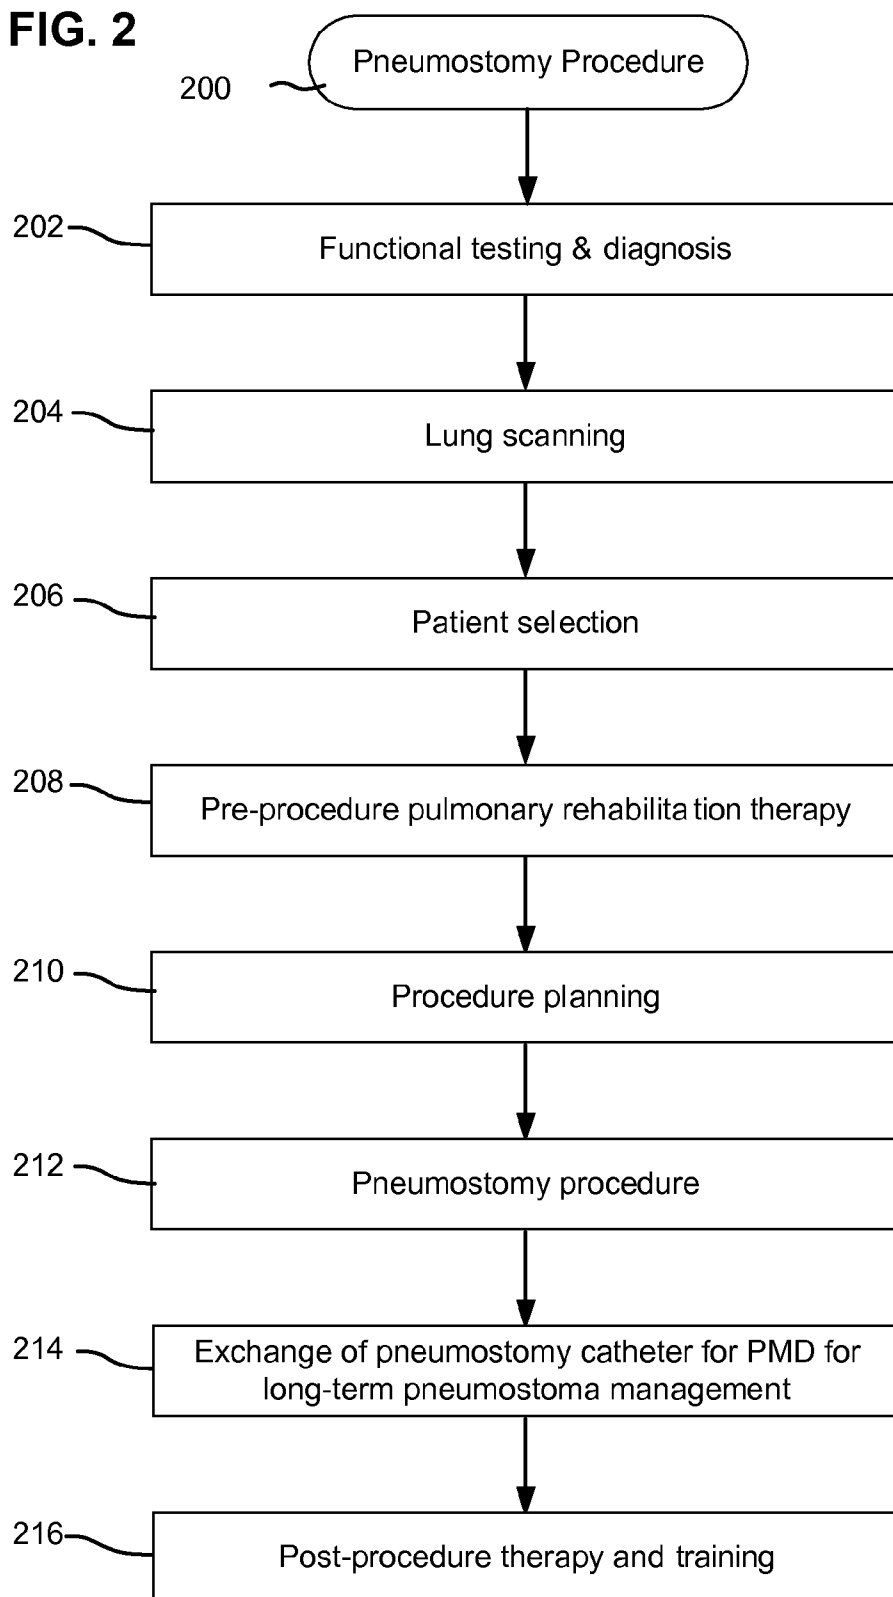 FIG. 2
Pneumostomy Procedure
200
202
Functional testing & diagnosis
204
Lung scanning
206
Patient selection
208
Pre-procedure pulmonary rehabilitation therapy
210
Procedure planning
212
Pneumostomy procedure
214
Exchange of pneumostomy catheter for PMD for
long-term pneumostoma management
216
Post-procedure therapy and training